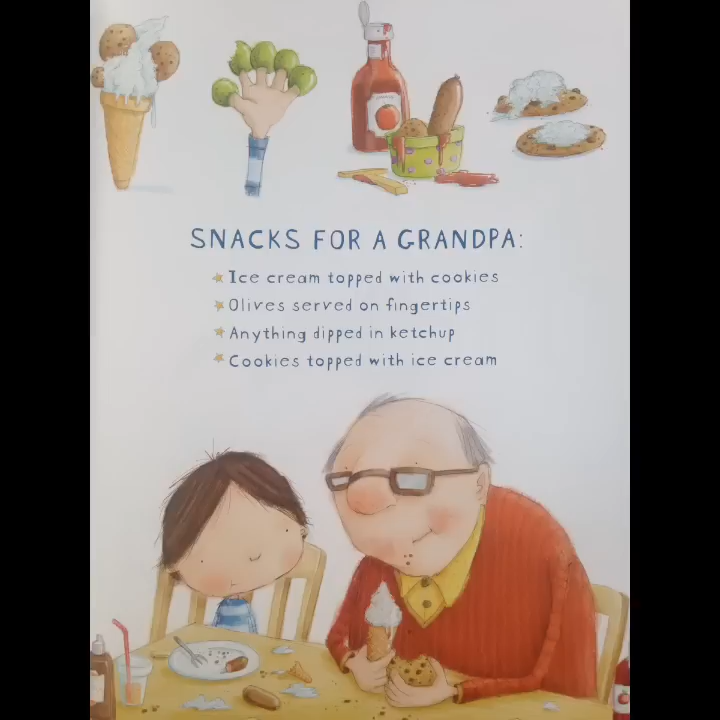 SNACKS FOR A GRANDPA:
Ice cream topped with cookies
Olives served on fingertips
Anything dipped in ketchup
Cookies topped with ice cream